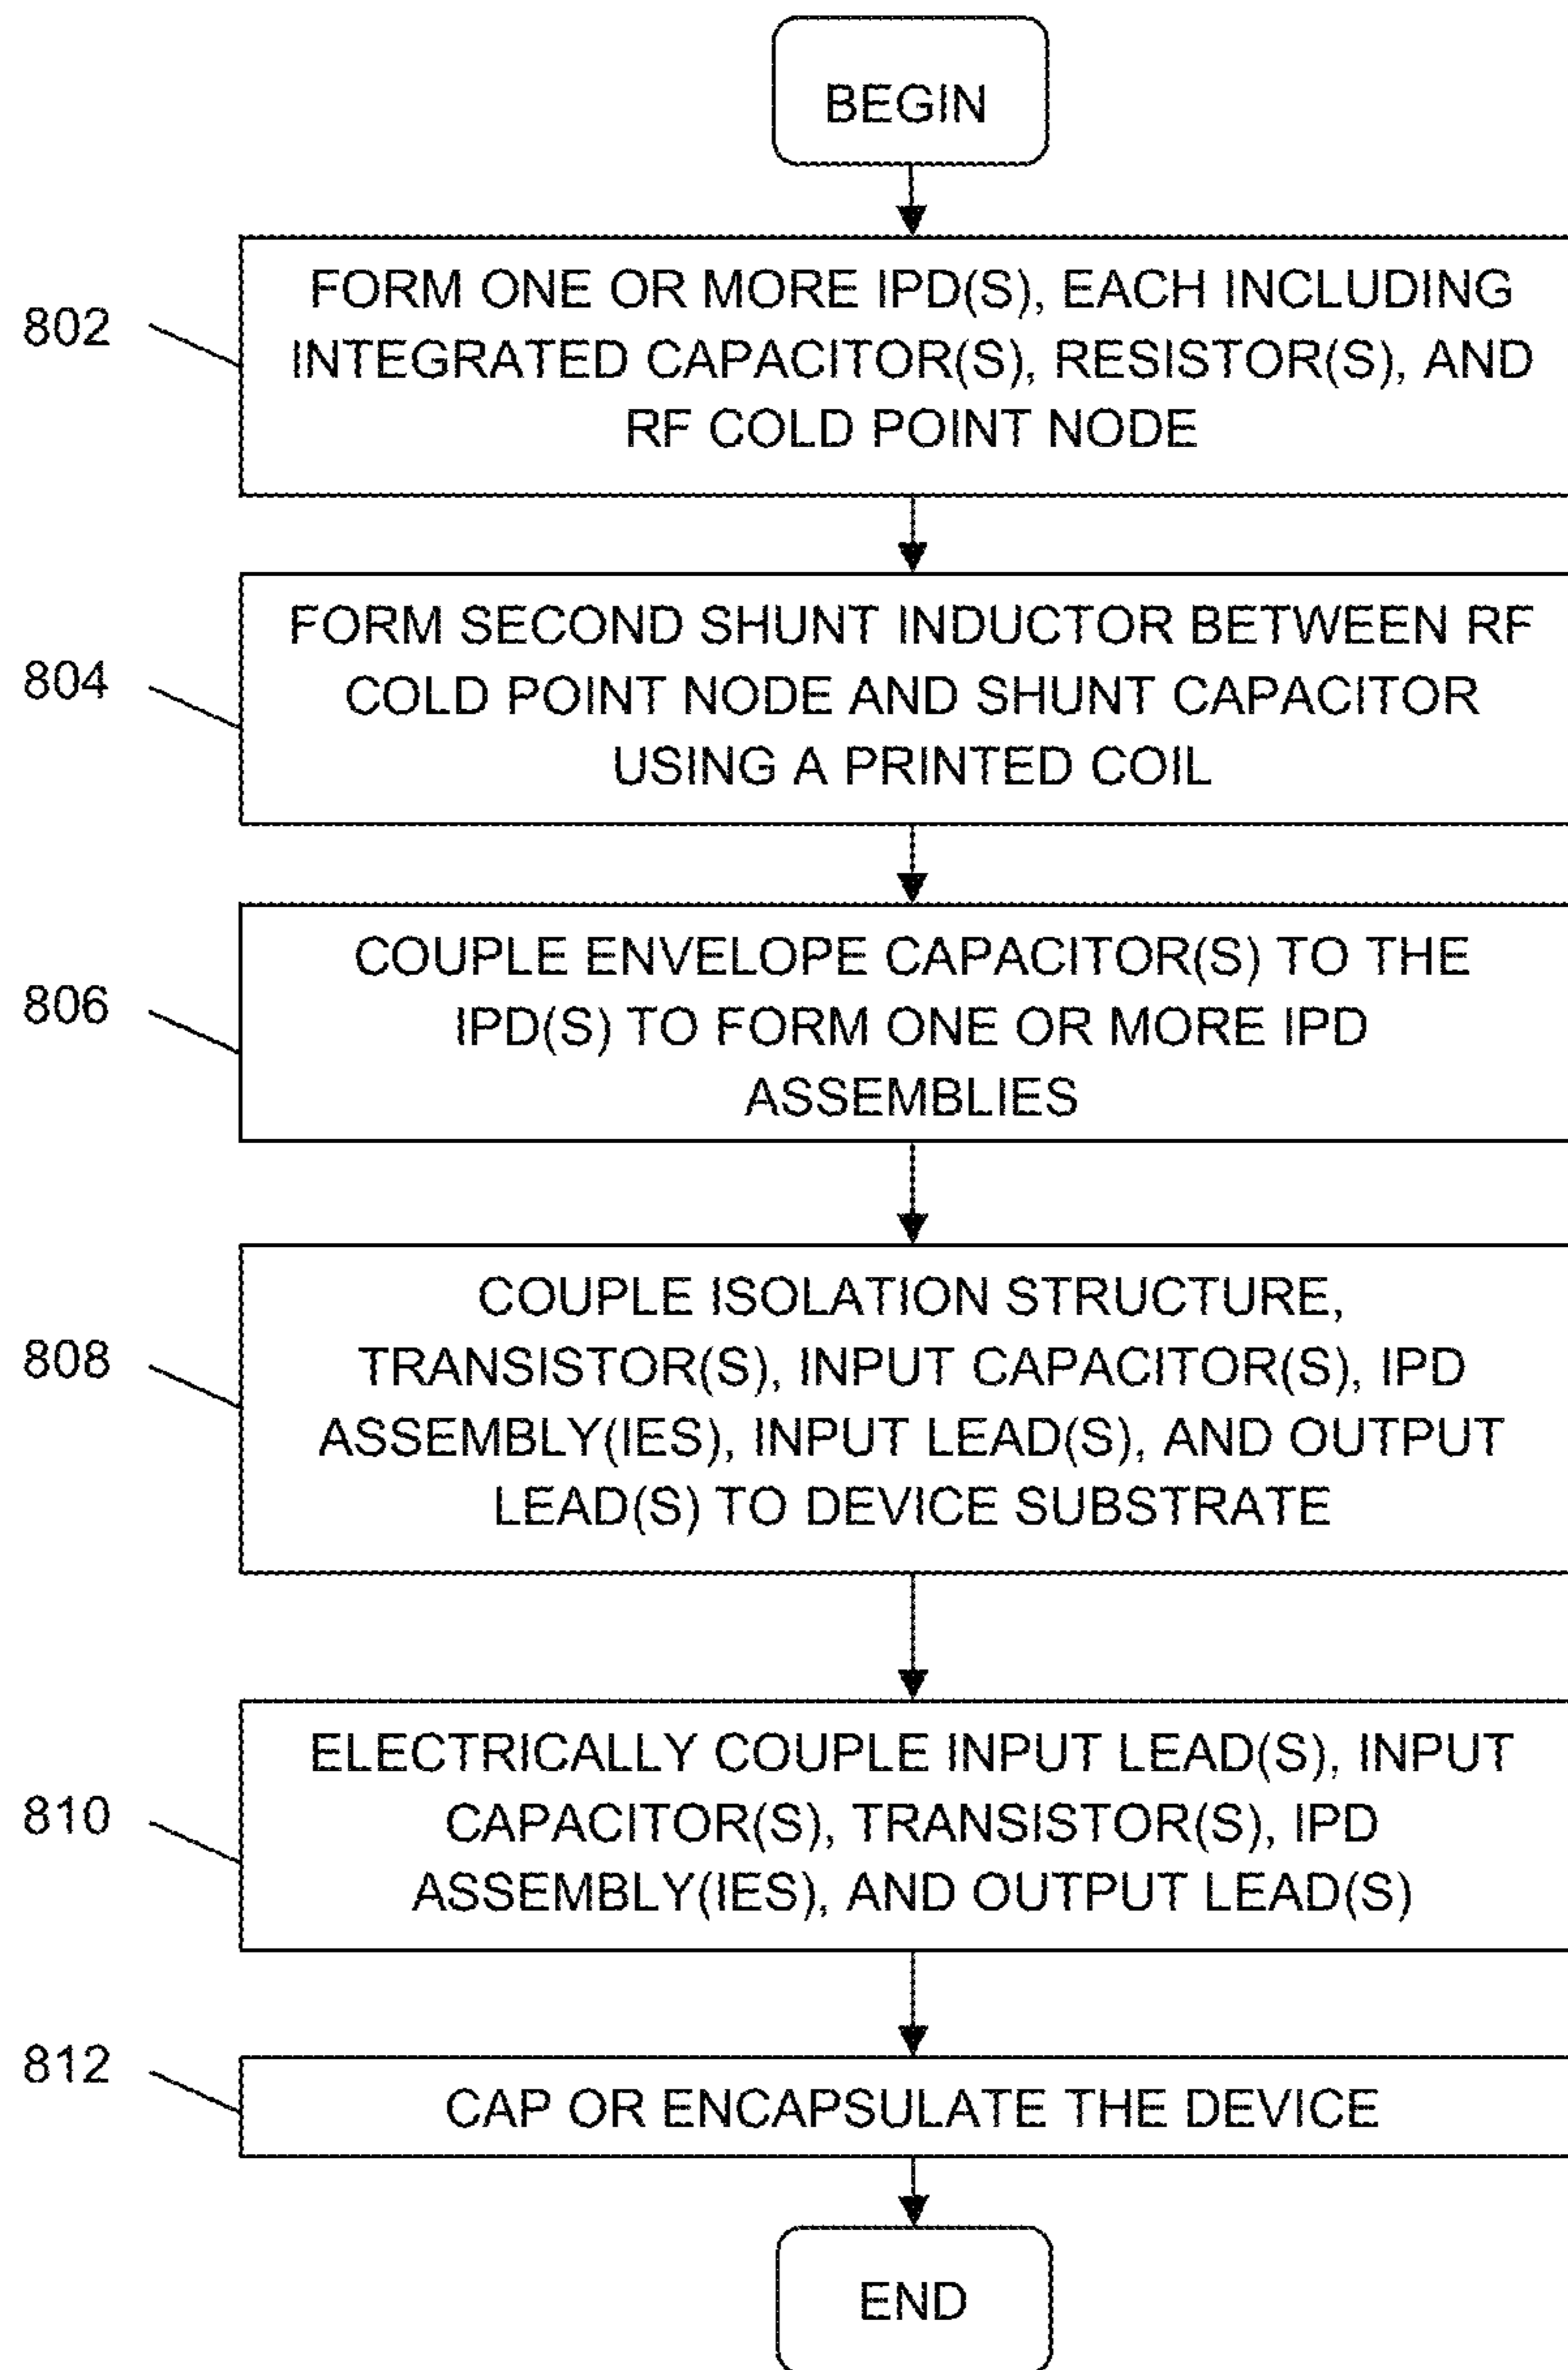 BEGIN
802
FORM ONE OR MORE IPD(S), EACH INCLUDING
INTEGRATED CAPACITOR(S), RESISTOR(S), AND
RF COLD POINT NODE
804
FORM SECOND SHUNT INDUCTOR BETWEEN RF
COLD POINT NODE AND SHUNT CAPACITOR
USING A PRINTED COIL
806
COUPLE ENVELOPE CAPACITOR(S) TO THE
IPD(S) TO FORM ONE OR MORE IPD
ASSEMBLIES
808
COUPLE ISOLATION STRUCTURE,
TRANSISTOR(S), INPUT CAPACITOR(S), IPD
ASSEMBLY(IES), INPUT LEAD(S), AND OUTPUT
LEAD(S) TO DEVICE SUBSTRATE
810
ELECTRICALLY COUPLE INPUT LEAD(S), INPUT
CAPACITOR(S), TRANSISTOR(S), IPD
ASSEMBLY(IES), AND OUTPUT LEAD(S)
812
CAP OR ENCAPSULATE THE DEVICE
END